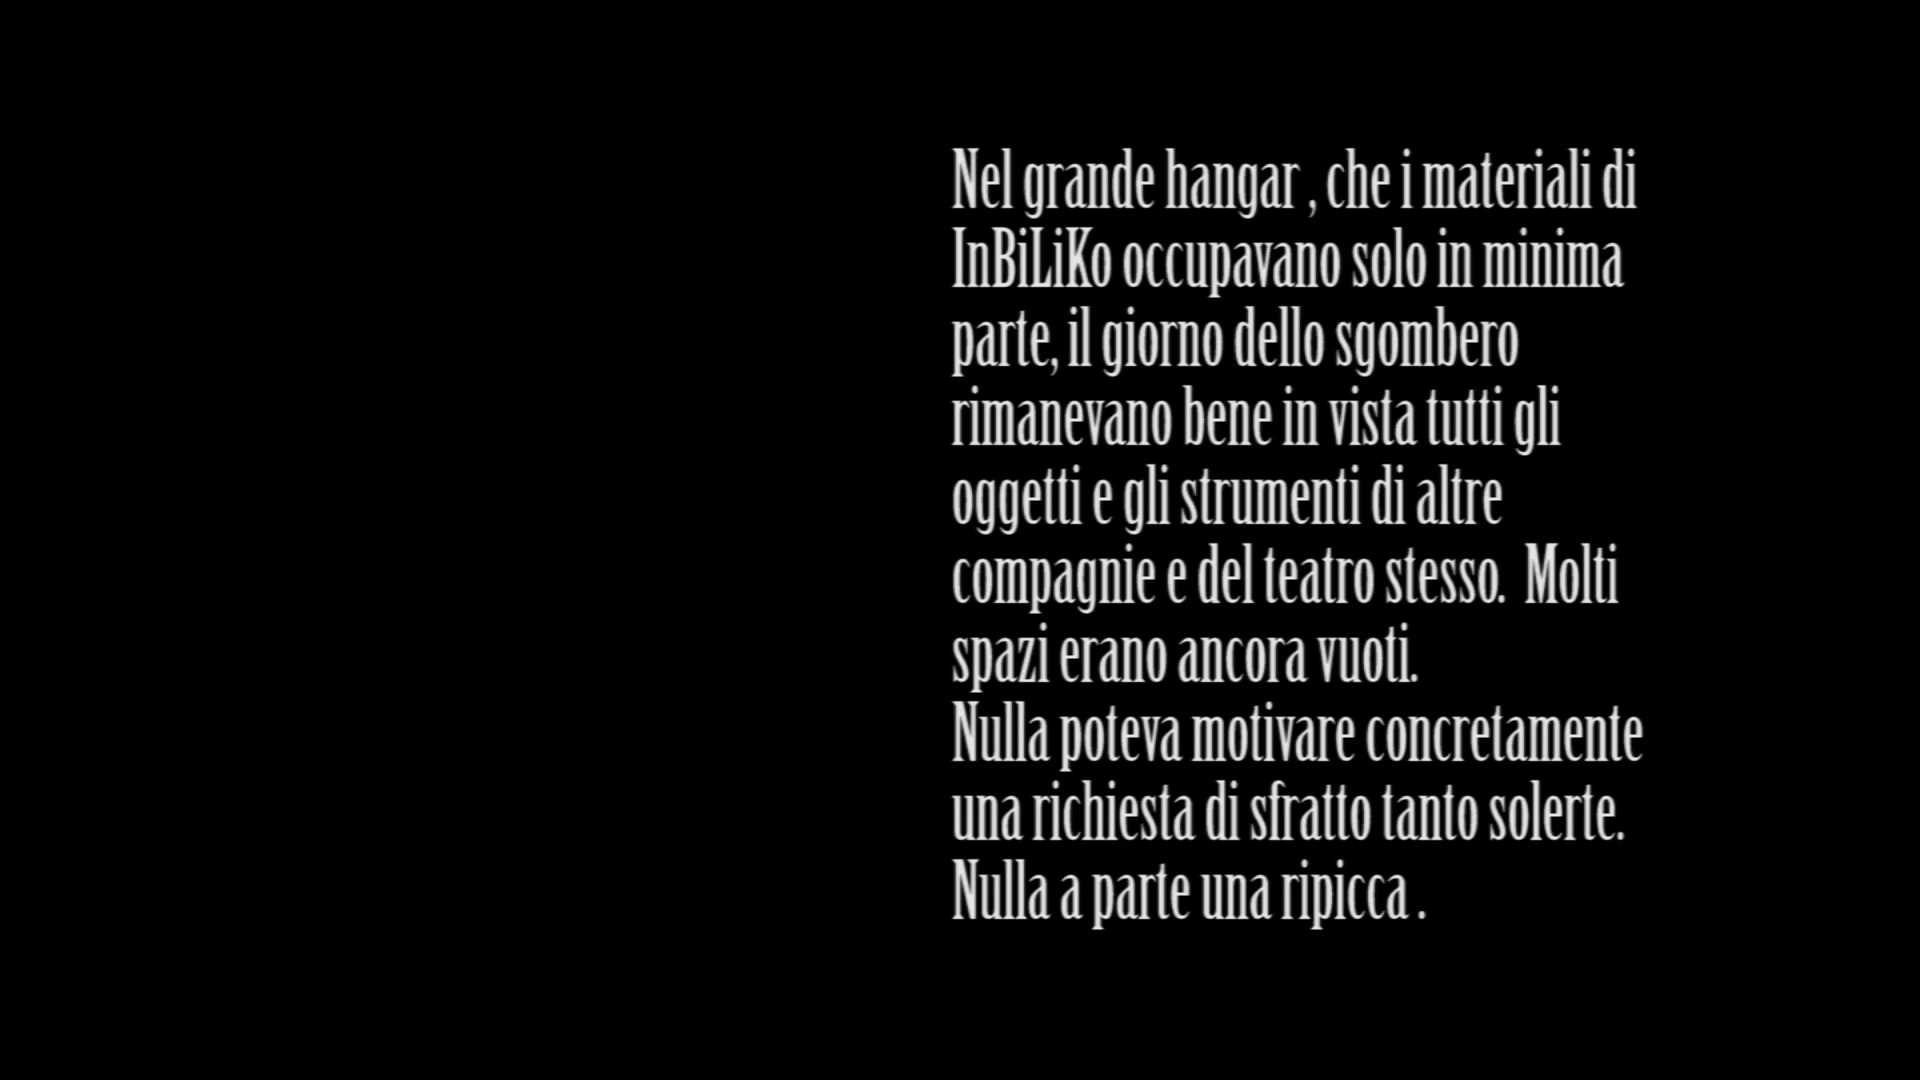 Nel grande hangar , che i materiali di
InBiLiKo occupavano solo in minima
parte, il giorno dello sgombero
rimanevano bene in vista tutti gli
oggetti e gli strumenti di altre
compagnie e del teatro stesso.  Molti
spazi erano ancora vuoti.
Nulla poteva motivare concretamente
una richiesta di sfratto tanto solerte.
Nulla a parte una ripicca .